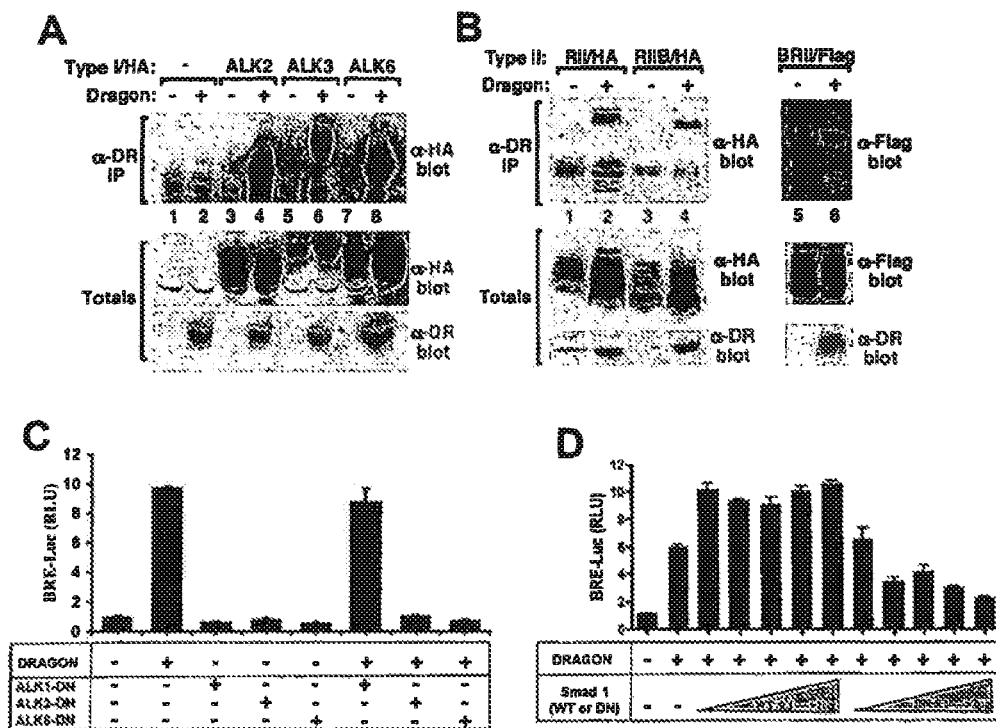 A
Type I/HA: - ALK2 ALK3 ALK6
Dragon: - + - + - + - +
α-DR IP
α-HA blot
1 2 3 4 5 6 7 8
Totals
α-HA blot
α-DR blot
B
Type II: RII/HA RIIB/HA BRII/Flag
Dragon: - + - + - +
α-DR IP
α-HA blot
α-Flag blot
1 2 3 4 5 6
Totals
α-HA blot
α-Flag blot
α-DR blot
α-DR blot
C
BRE-Luc (RLU)
12
10
8
6
4
2
0
DRAGON - + - - - + + +
ALK1-DN - - + - - + - -
ALK3-DN - - - + - - + -
ALK6-DN - - - - + - - +
D
BRE-Luc (RLU)
12
10
8
6
4
2
0
DRAGON - + + + + + + + + + + +
Smad 1 (WT or DN) - -